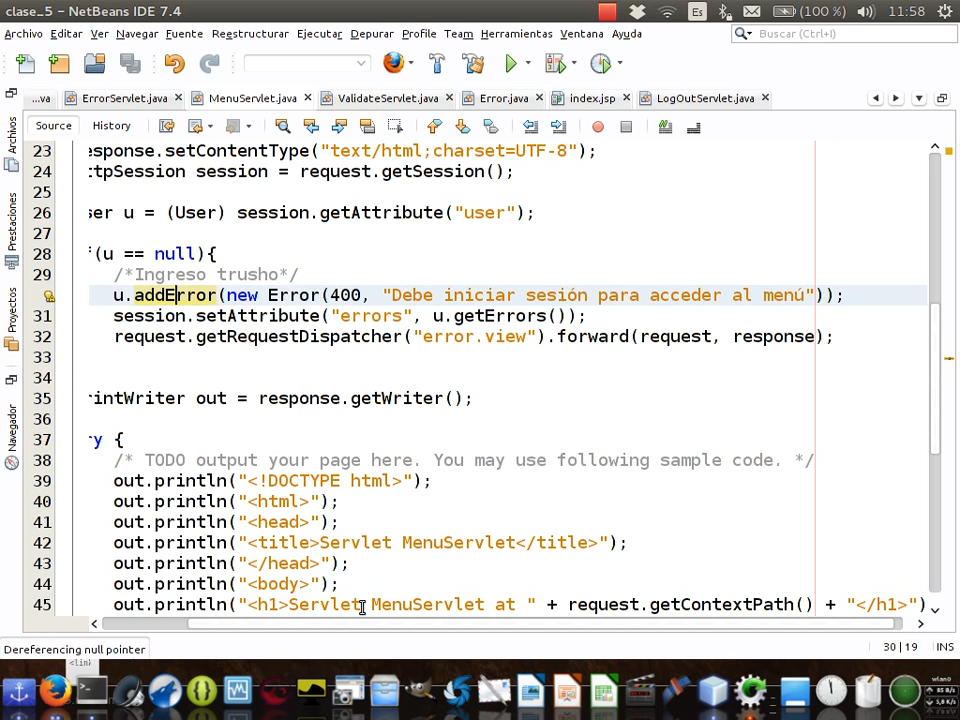 clase_5 - NetBeans IDE 7.4
Es
(100 %)
11:58
Archivo Editar Ver Navegar Fuente Reestructurar Ejecutar Depurar Profile Team Herramientas Ventana Ayuda
Buscar (Ctrl+I)
...va ErrorServlet.java MenuServlet.java ValidateServlet.java Error.java index.jsp LogOutServlet.java
Source History
Archivos
Prestaciones
Proyectos
Navegador
23 esponse.setContentType("text/html;charset=UTF-8");
24 ttpSession session = request.getSession();
25
26 ser u = (User) session.getAttribute("user");
27
28 f(u == null){
29 /*Ingreso trusho*/
u.addError(new Error(400, "Debe iniciar sesión para acceder al menú"));
31 session.setAttribute("errors", u.getErrors());
32 request.getRequestDispatcher("error.view").forward(request, response);
33
34
35 rintWriter out = response.getWriter();
36
37 ry {
38 /* TODO output your page here. You may use following sample code. */
39 out.println("<!DOCTYPE html>");
40 out.println("<html>");
41 out.println("<head>");
42 out.println("<title>Servlet MenuServlet</title>");
43 out.println("</head>");
44 out.println("<body>");
45 out.println("<h1>Servlet MenuServlet at " + request.getContextPath() + "</h1>")
Dereferencing null pointer
30|19 INS
<lin>
wlan0
85 B/s
5,8 K/s